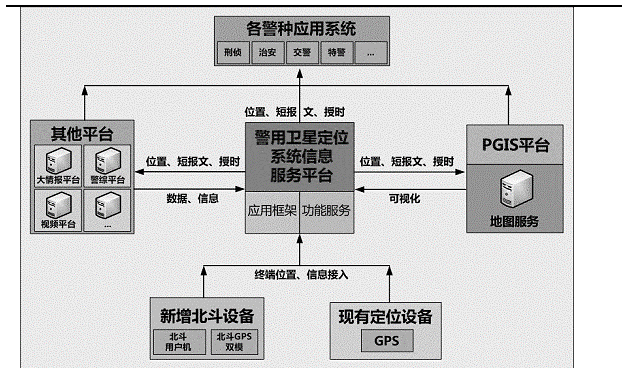 各警种应用系统
刑侦 治安 交警 特警 ...
位置、短报文、授时
其他平台
大情报平台 警综平台
视频平台 ...
位置、短报文、授时
数据、信息
警用卫星定位
系统信息
服务平台
应用框架 功能服务
位置、短报文、授时
可视化
PGIS平台
地图服务
终端位置、信息接入
新增北斗设备
北斗
用户机
北斗GPS
双模
现有定位设备
GPS